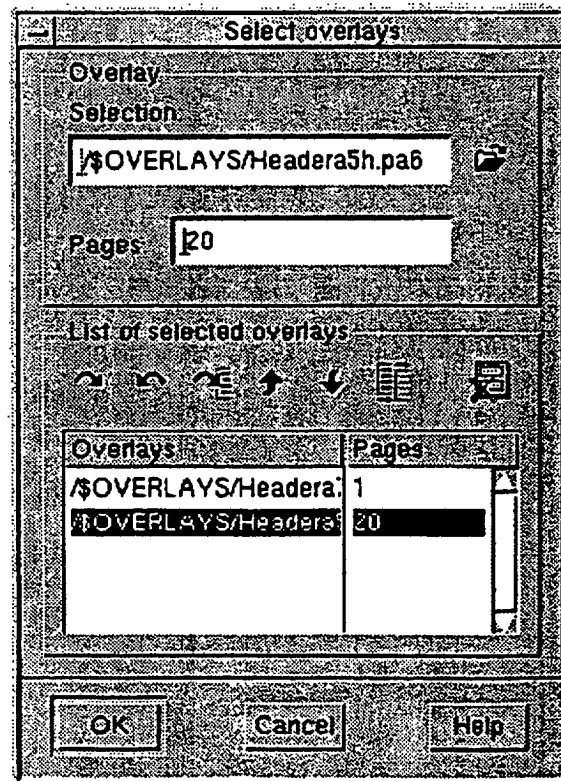 Select overlays
Overlay
Selection
/$OVERLAYS/Headera5h.pa6
Pages 20
List of selected overlays
Overlays Pages
/$OVERLAYS/Headera 1
/$OVERLAYS/Headera 20
OK Cancel Help